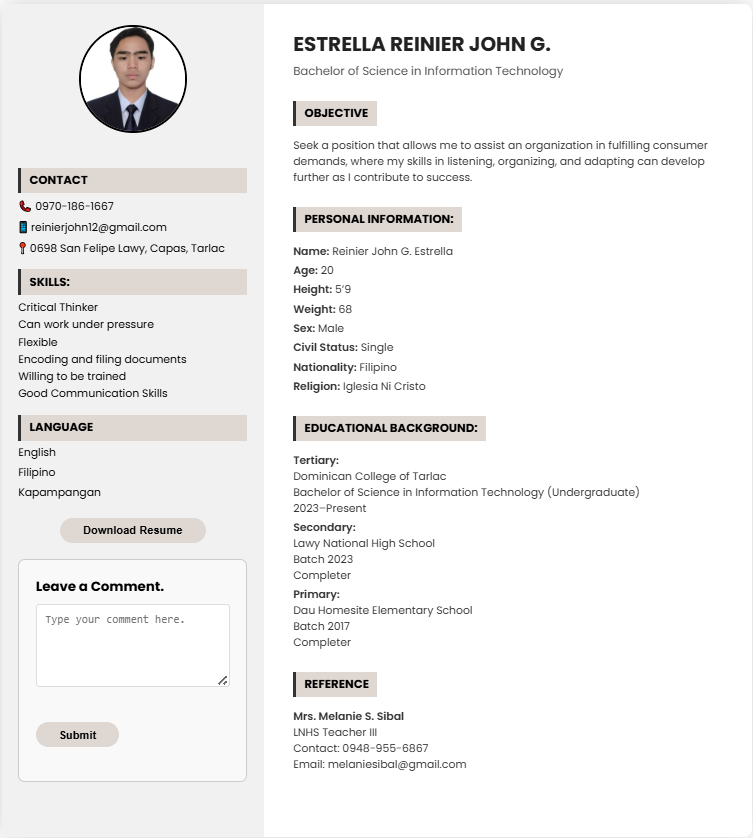 CONTACT
0970-186-1667
reinierjohn12@gmail.com
0698 San Felipe Lawy, Capas, Tarlac
SKILLS:
Critical Thinker
Can work under pressure
Flexible
Encoding and filing documents
Willing to be trained
Good Communication Skills
LANGUAGE
English
Filipino
Kapampangan
Download Resume
Leave a Comment.
Type your comment here.
Submit
ESTRELLA REINIER JOHN G.
Bachelor of Science in Information Technology
OBJECTIVE
Seek a position that allows me to assist an organization in fulfilling consumer
demands, where my skills in listening, organizing, and adapting can develop
further as I contribute to success.
PERSONAL INFORMATION:
Name: Reinier John G. Estrella
Age: 20
Height: 5’9
Weight: 68
Sex: Male
Civil Status: Single
Nationality: Filipino
Religion: Iglesia Ni Cristo
EDUCATIONAL BACKGROUND:
Tertiary:
Dominican College of Tarlac
Bachelor of Science in Information Technology (Undergraduate)
2023–Present
Secondary:
Lawy National High School
Batch 2023
Completer
Primary:
Dau Homesite Elementary School
Batch 2017
Completer
REFERENCE
Mrs. Melanie S. Sibal
LNHS Teacher III
Contact: 0948-955-6867
Email: melaniesibal@gmail.com